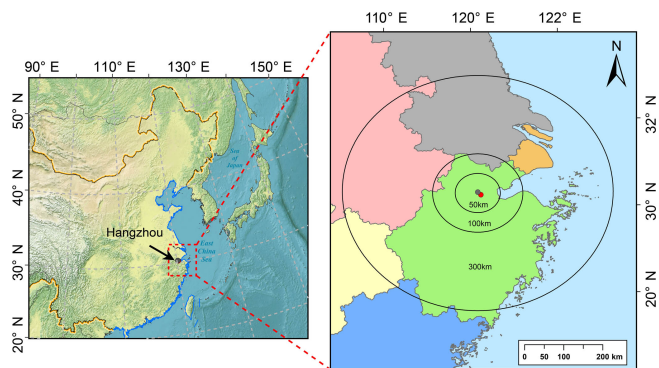 90° E 110° E 130° E 150° E
50° N
40° N
30° N
20° N
Sea
of
Japan
East
China
Sea
Hangzhou
110° E 120° E 122° E
N
32° N
30° N
20° N
50km
100km
300km
0 50 100 200 km